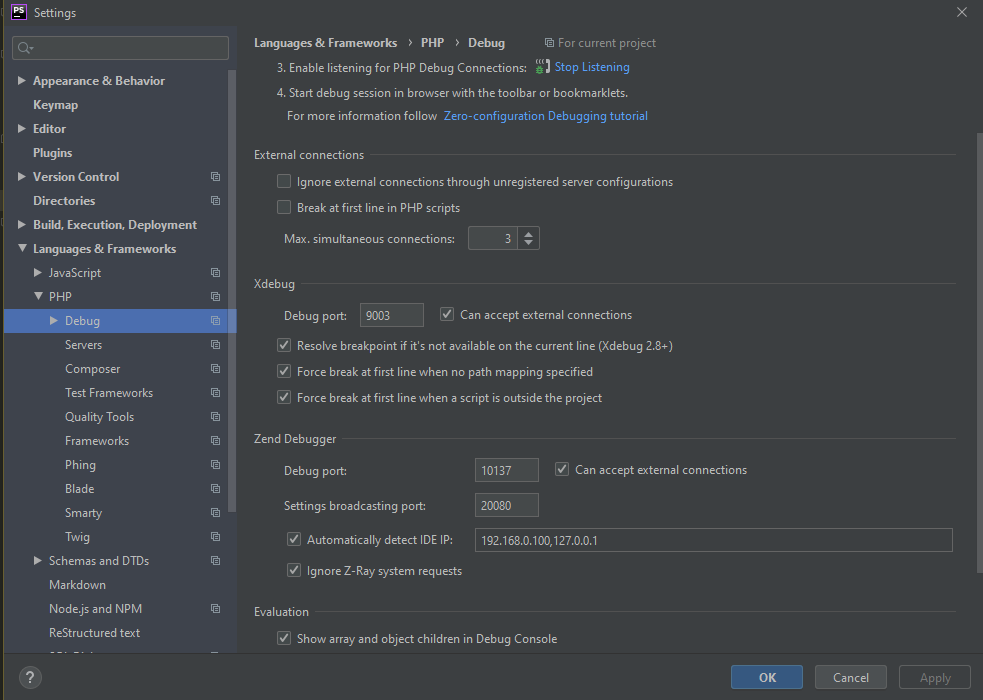 PS Settings
Languages & Frameworks › PHP › Debug For current project
3. Enable listening for PHP Debug Connections: Stop Listening
4. Start debug session in browser with the toolbar or bookmarklets.
For more information follow Zero-configuration Debugging tutorial
Appearance & Behavior
Keymap
Editor
Plugins
Version Control
Directories
Build, Execution, Deployment
Languages & Frameworks
JavaScript
PHP
Debug
Servers
Composer
Test Frameworks
Quality Tools
Frameworks
Phing
Blade
Smarty
Twig
Schemas and DTDs
Markdown
Node.js and NPM
ReStructured text
External connections
Ignore external connections through unregistered server configurations
Break at first line in PHP scripts
Max. simultaneous connections: 3
Xdebug
Debug port: 9003 Can accept external connections
Resolve breakpoint if it's not available on the current line (Xdebug 2.8+)
Force break at first line when no path mapping specified
Force break at first line when a script is outside the project
Zend Debugger
Debug port: 10137 Can accept external connections
Settings broadcasting port: 20080
Automatically detect IDE IP: 192.168.0.100,127.0.0.1
Ignore Z-Ray system requests
Evaluation
Show array and object children in Debug Console
? OK Cancel Apply